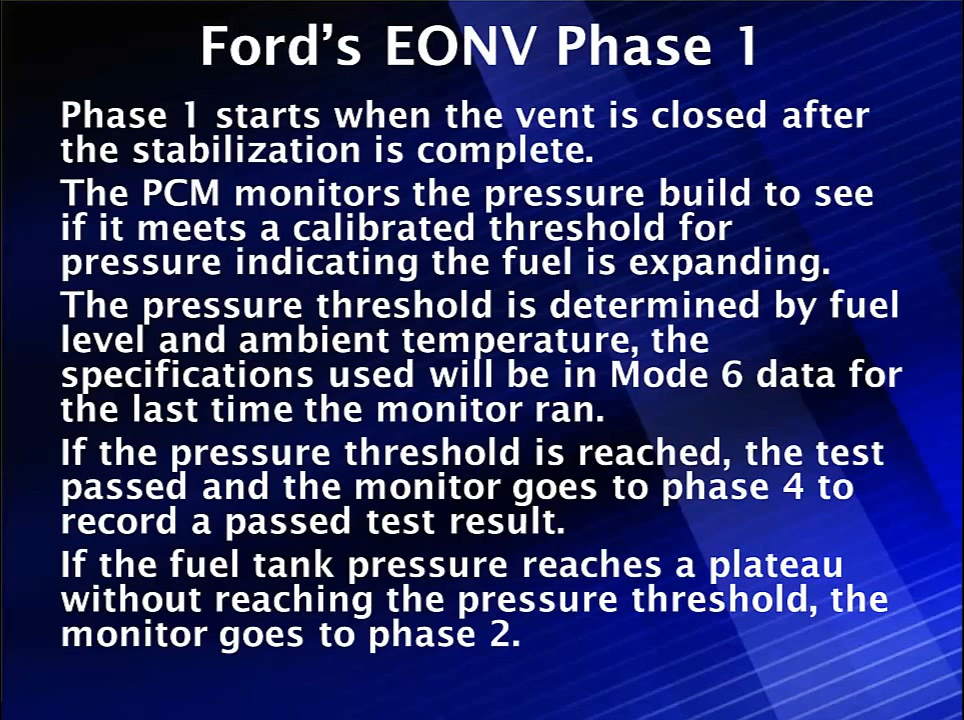 Ford's EONV Phase 1
Phase 1 starts when the vent is closed after
the stabilization is complete.
The PCM monitors the pressure build to see
if it meets a calibrated threshold for
pressure indicating the fuel is expanding.
The pressure threshold is determined by fuel
level and ambient temperature, the
specifications used will be in Mode 6 data for
the last time the monitor ran.
If the pressure threshold is reached, the test
passed and the monitor goes to phase 4 to
record a passed test result.
If the fuel tank pressure reaches a plateau
without reaching the pressure threshold, the
monitor goes to phase 2.